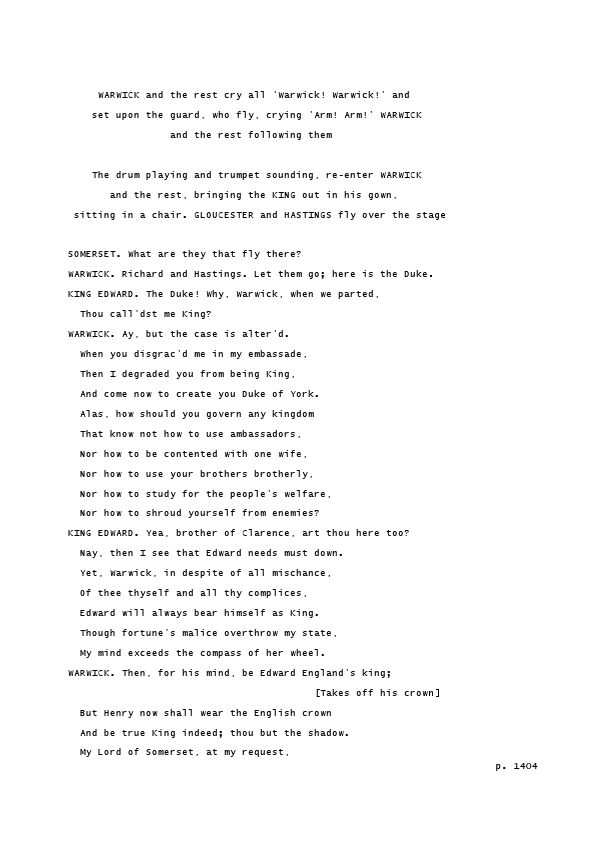 WARWICK and the rest cry all 'Warwick! Warwick!' and
set upon the guard, who fly, crying 'Arm! Arm!' WARWICK
and the rest following them
The drum playing and trumpet sounding, re-enter WARWICK
and the rest, bringing the KING out in his gown,
sitting in a chair. GLOUCESTER and HASTINGS fly over the stage
SOMERSET. What are they that fly there?
WARWICK. Richard and Hastings. Let them go; here is the Duke.
KING EDWARD. The Duke! Why, Warwick, when we parted,
Thou call'dst me King?
WARWICK. Ay, but the case is alter'd.
When you disgrac'd me in my embassade,
Then I degraded you from being King,
And come now to create you Duke of York.
Alas, how should you govern any kingdom
That know not how to use ambassadors,
Nor how to be contented with one wife,
Nor how to use your brothers brotherly,
Nor how to study for the people's welfare,
Nor how to shroud yourself from enemies?
KING EDWARD. Yea, brother of Clarence, art thou here too?
Nay, then I see that Edward needs must down.
Yet, Warwick, in despite of all mischance,
Of thee thyself and all thy complices,
Edward will always bear himself as King.
Though fortune's malice overthrow my state,
My mind exceeds the compass of her wheel.
WARWICK. Then, for his mind, be Edward England's king;
[Takes off his crown]
But Henry now shall wear the English crown
And be true King indeed; thou but the shadow.
My Lord of Somerset, at my request,
p. 1404